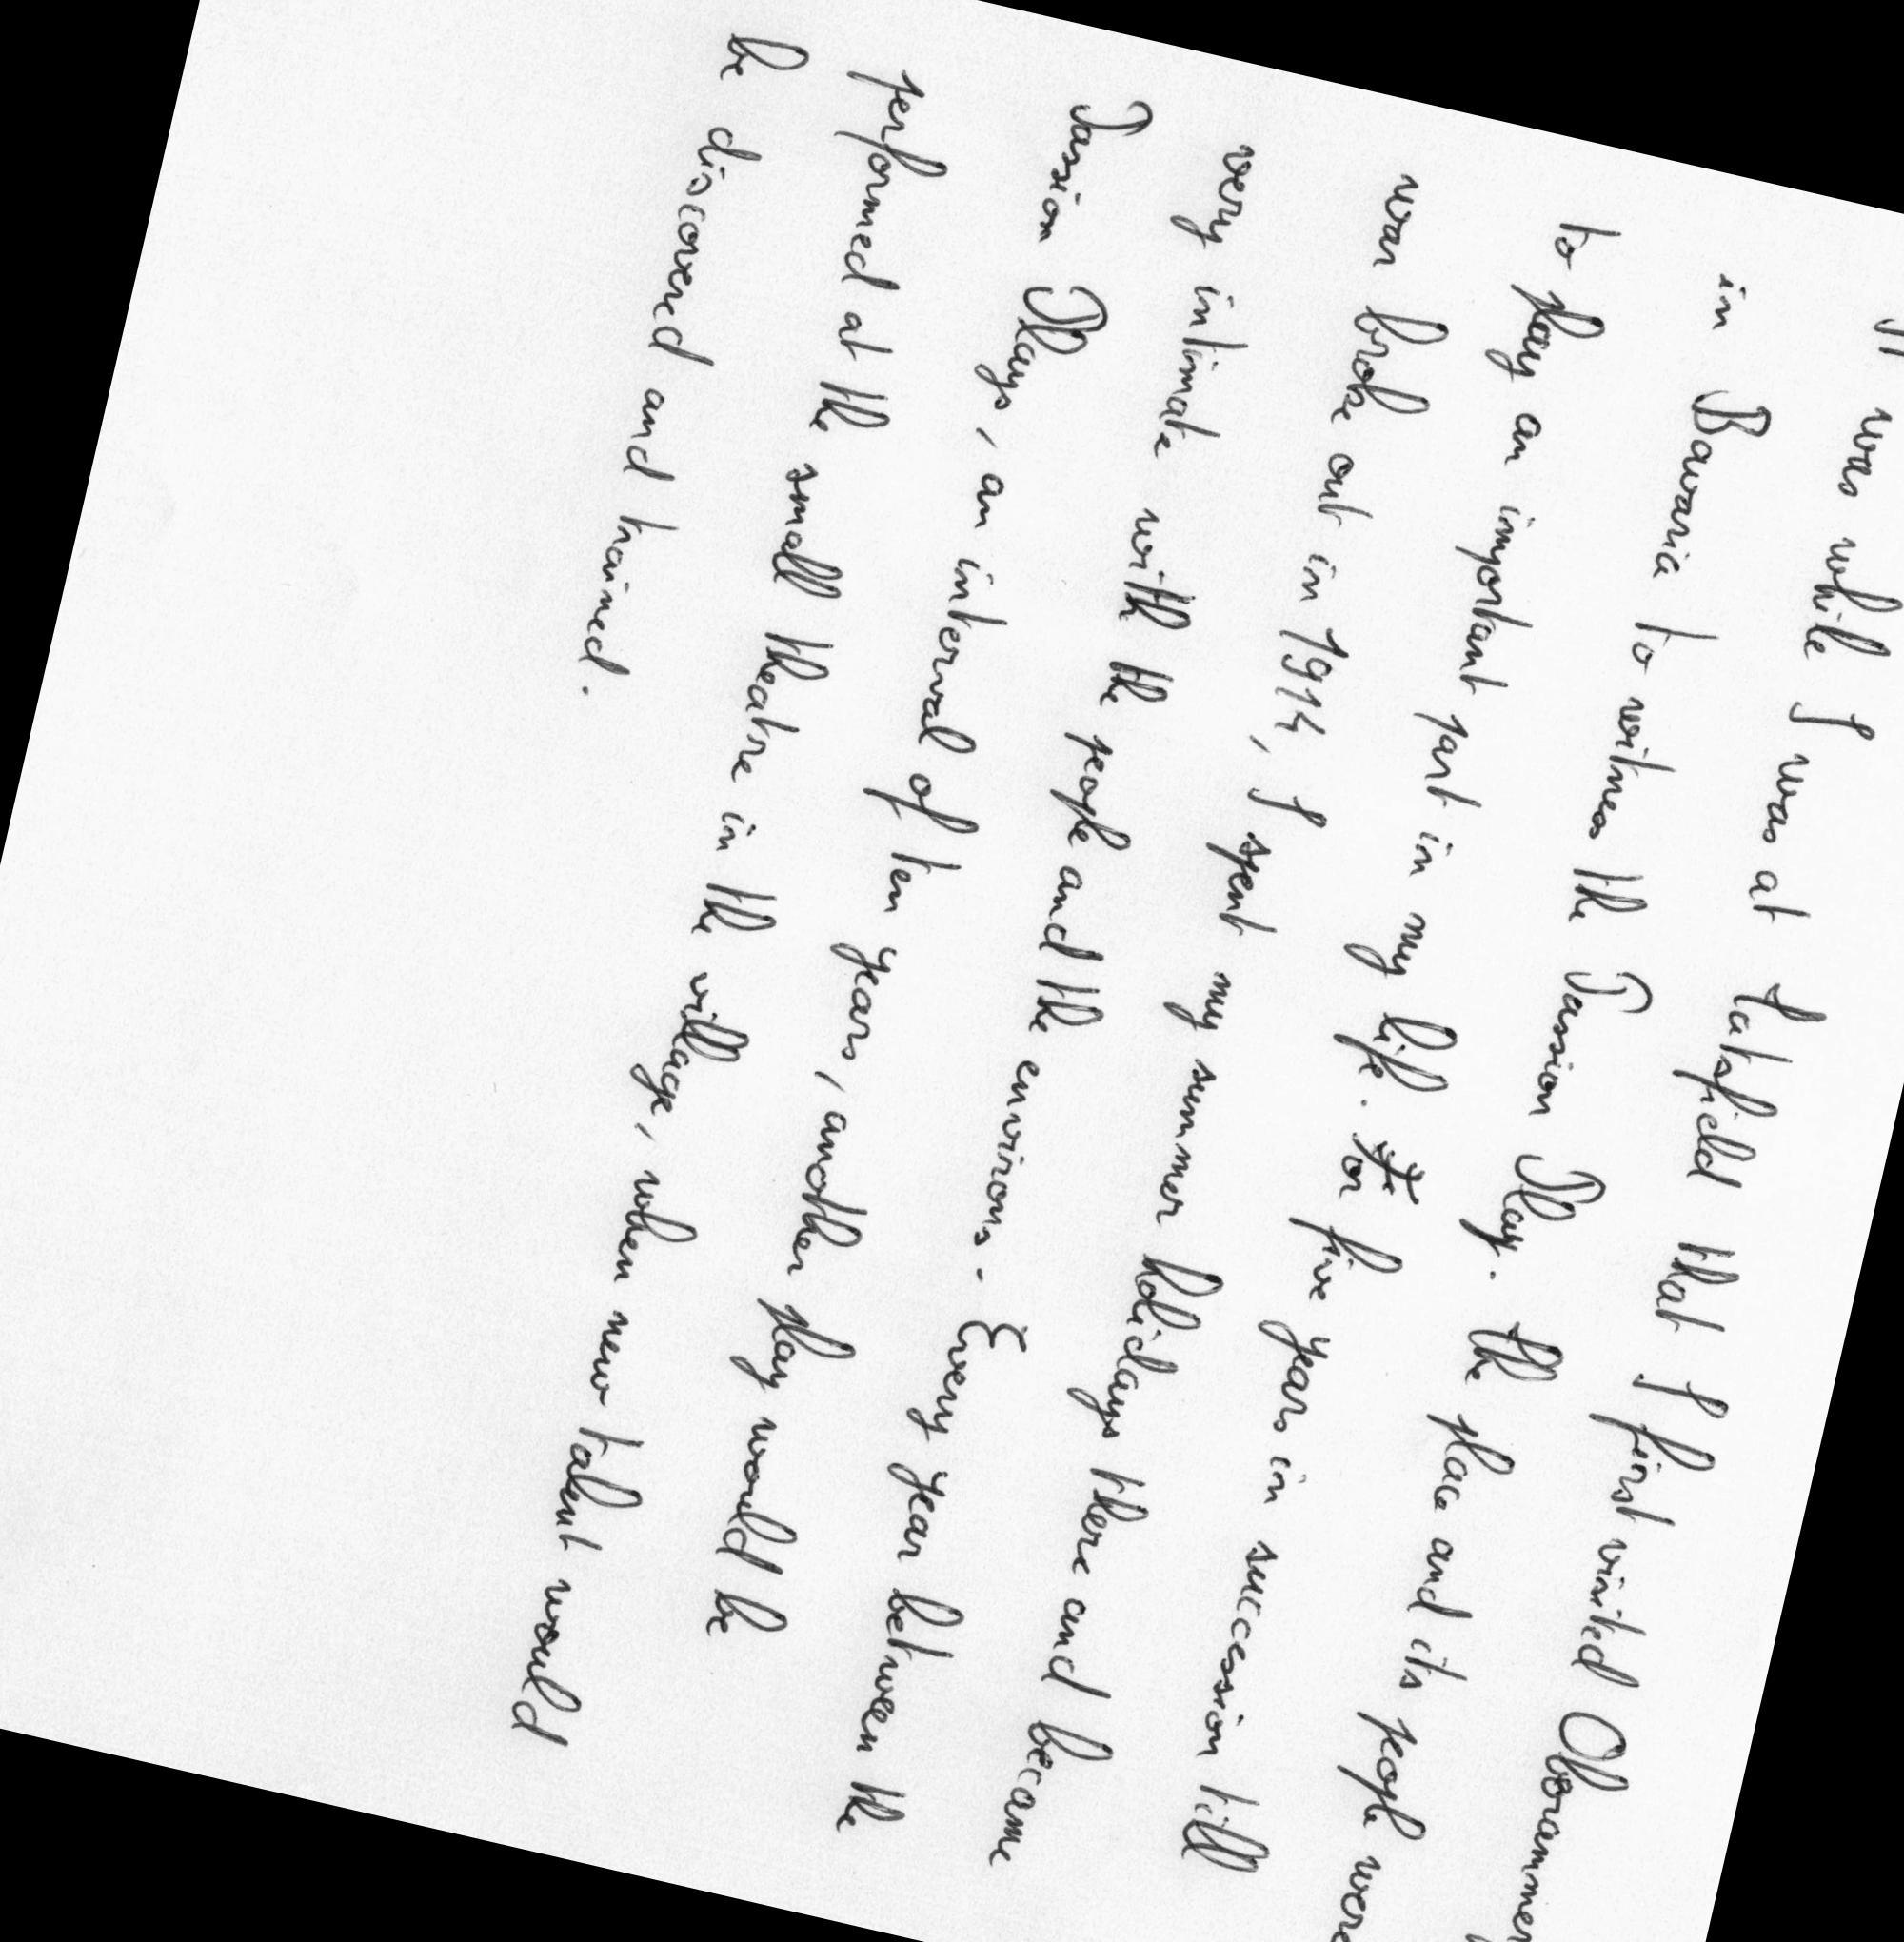 was while I was at Tatsfield that I first visited Oberammer
in Bavaria to witness the Passion Play. The place and its people were
to play an important part in my life. For five years in succession till
war broke out in 1914, I spent my summer holidays there and became
very intimate with the people and the environs. Every year between the
Passion Plays, an interval of ten years, another play would be
performed at the small theatre in the village, when new talent would
be discovered and trained.